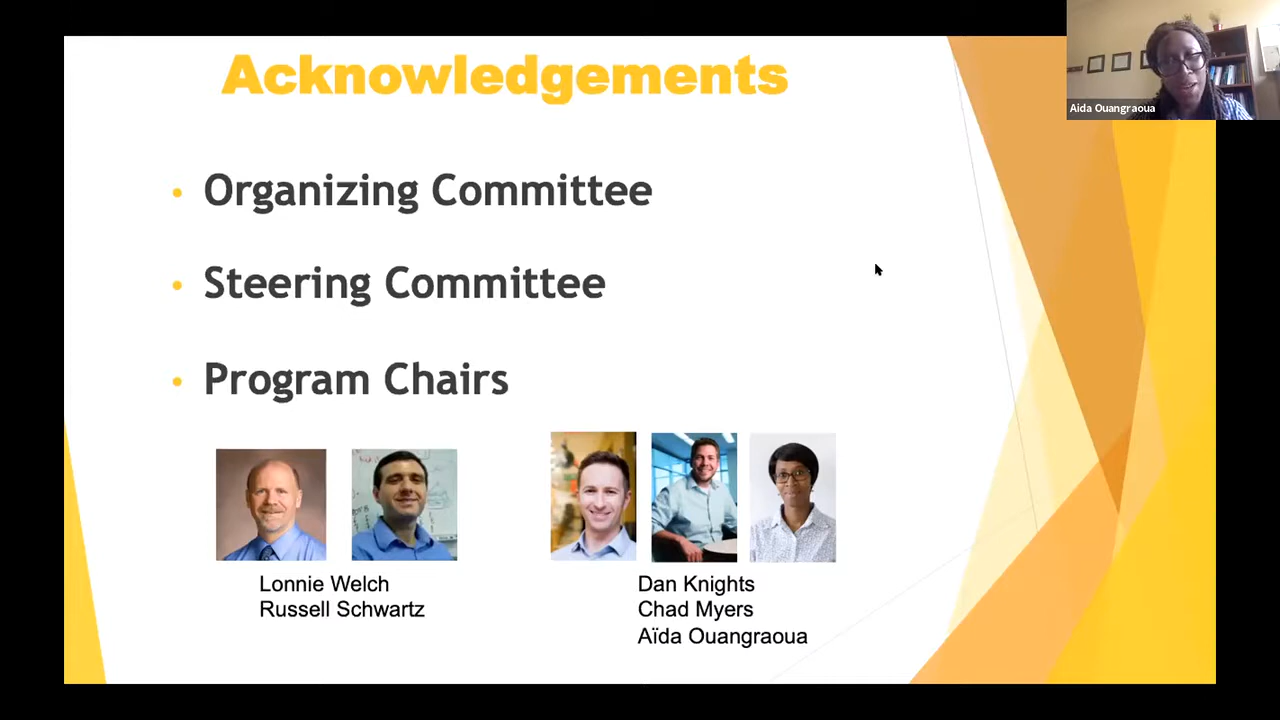 Acknowledgements
Aida Ouangraoua
• Organizing Committee
• Steering Committee
• Program Chairs
Lonnie Welch
Russell Schwartz
Dan Knights
Chad Myers
Aïda Ouangraoua